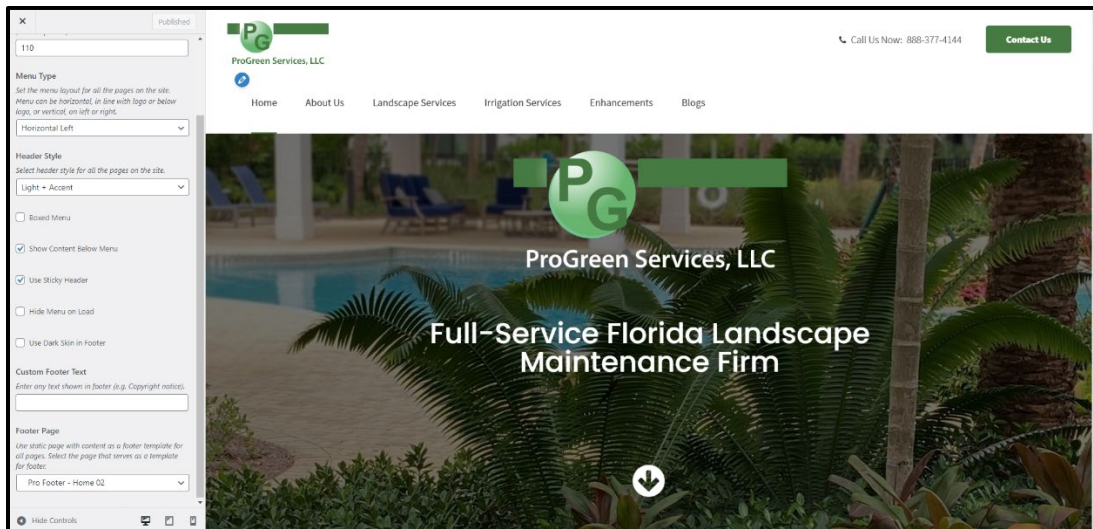 Published
110
Menu Type
Set the menu layout for all the pages on the site.
Menu can be horizontal, in line with logo or below
logo, or vertical, on left or right.
Horizontal Left
Header Style
Select header style for all the pages on the site.
Light + Accent
Boxed Menu
Show Content Below Menu
Use Sticky Header
Hide Menu on Load
Use Dark Skin in Footer
Custom Footer Text
Enter any text shown in footer (e.g. Copyright notice).
Footer Page
Use static page with content as a footer template for
all pages. Select the page that serves as a template
for footer.
Pro Footer - Home 02
Hide Controls
PG
ProGreen Services, LLC
Call Us Now: 888-377-4144
Contact Us
Home About Us Landscape Services Irrigation Services Enhancements Blogs
PG
ProGreen Services, LLC
Full-Service Florida Landscape
Maintenance Firm